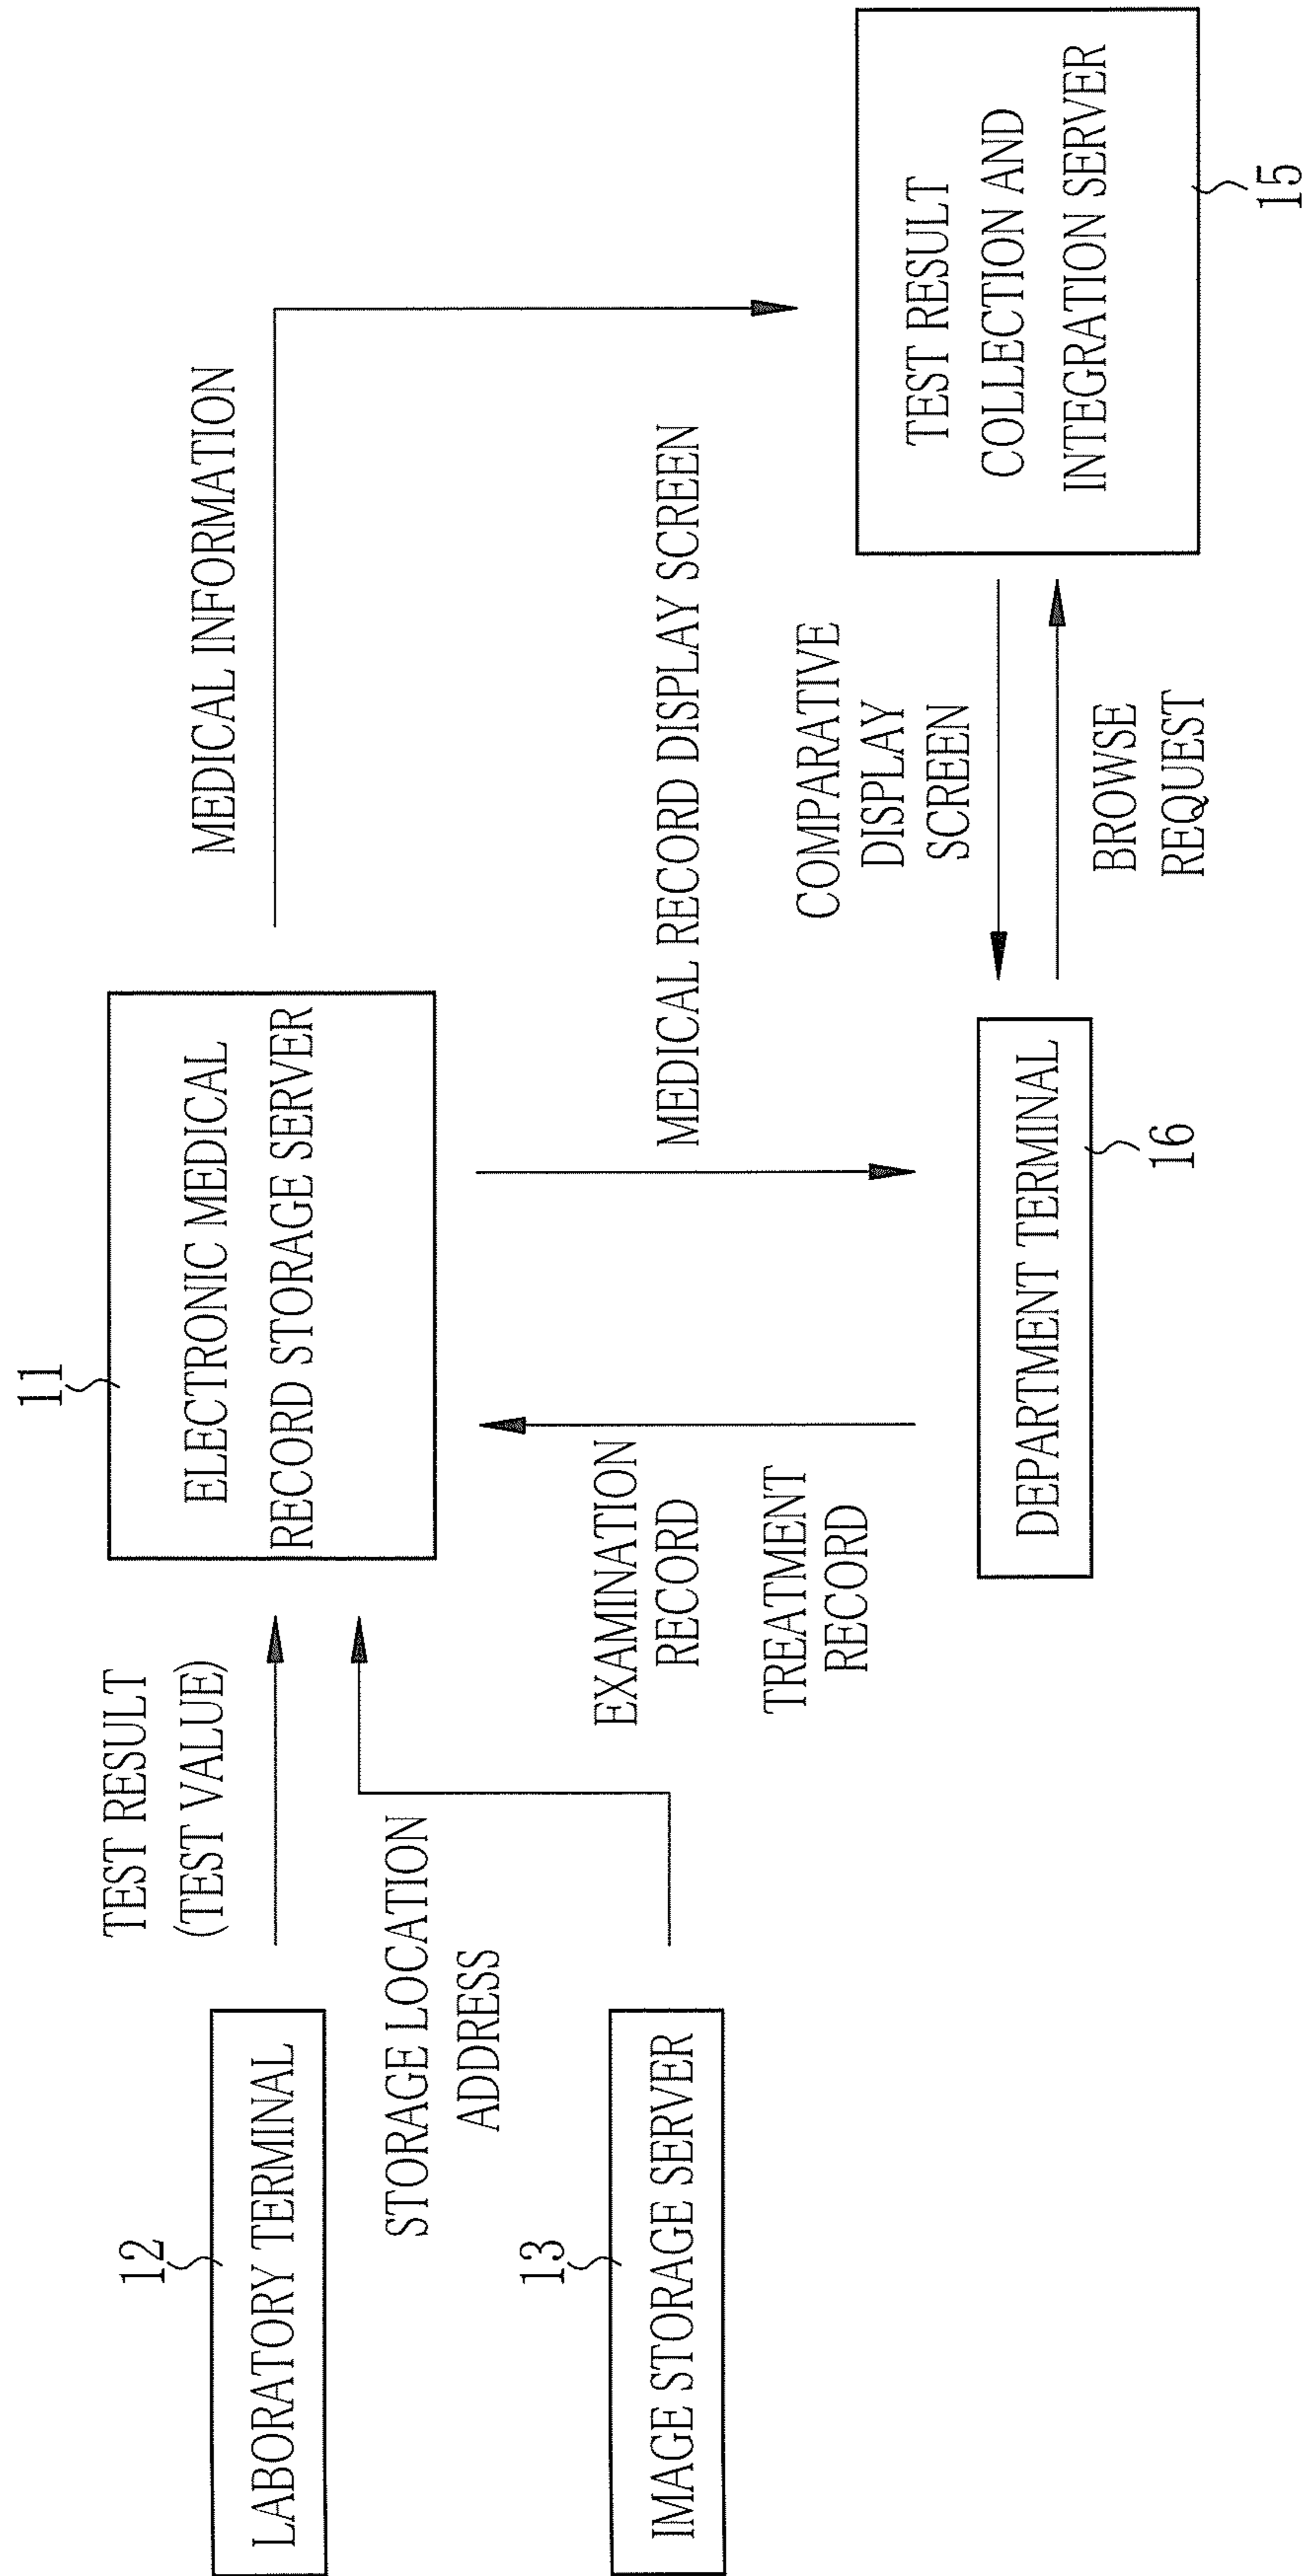 12
LABORATORY TERMINAL
TEST RESULT
(TEST VALUE)
11
ELECTRONIC MEDICAL
RECORD STORAGE SERVER
MEDICAL INFORMATION
STORAGE LOCATION
ADDRESS
13
IMAGE STORAGE SERVER
EXAMINATION
RECORD
TREATMENT
RECORD
MEDICAL RECORD DISPLAY SCREEN
DEPARTMENT TERMINAL
16
COMPARATIVE
DISPLAY
SCREEN
BROWSE
REQUEST
TEST RESULT
COLLECTION AND
INTEGRATION SERVER
15